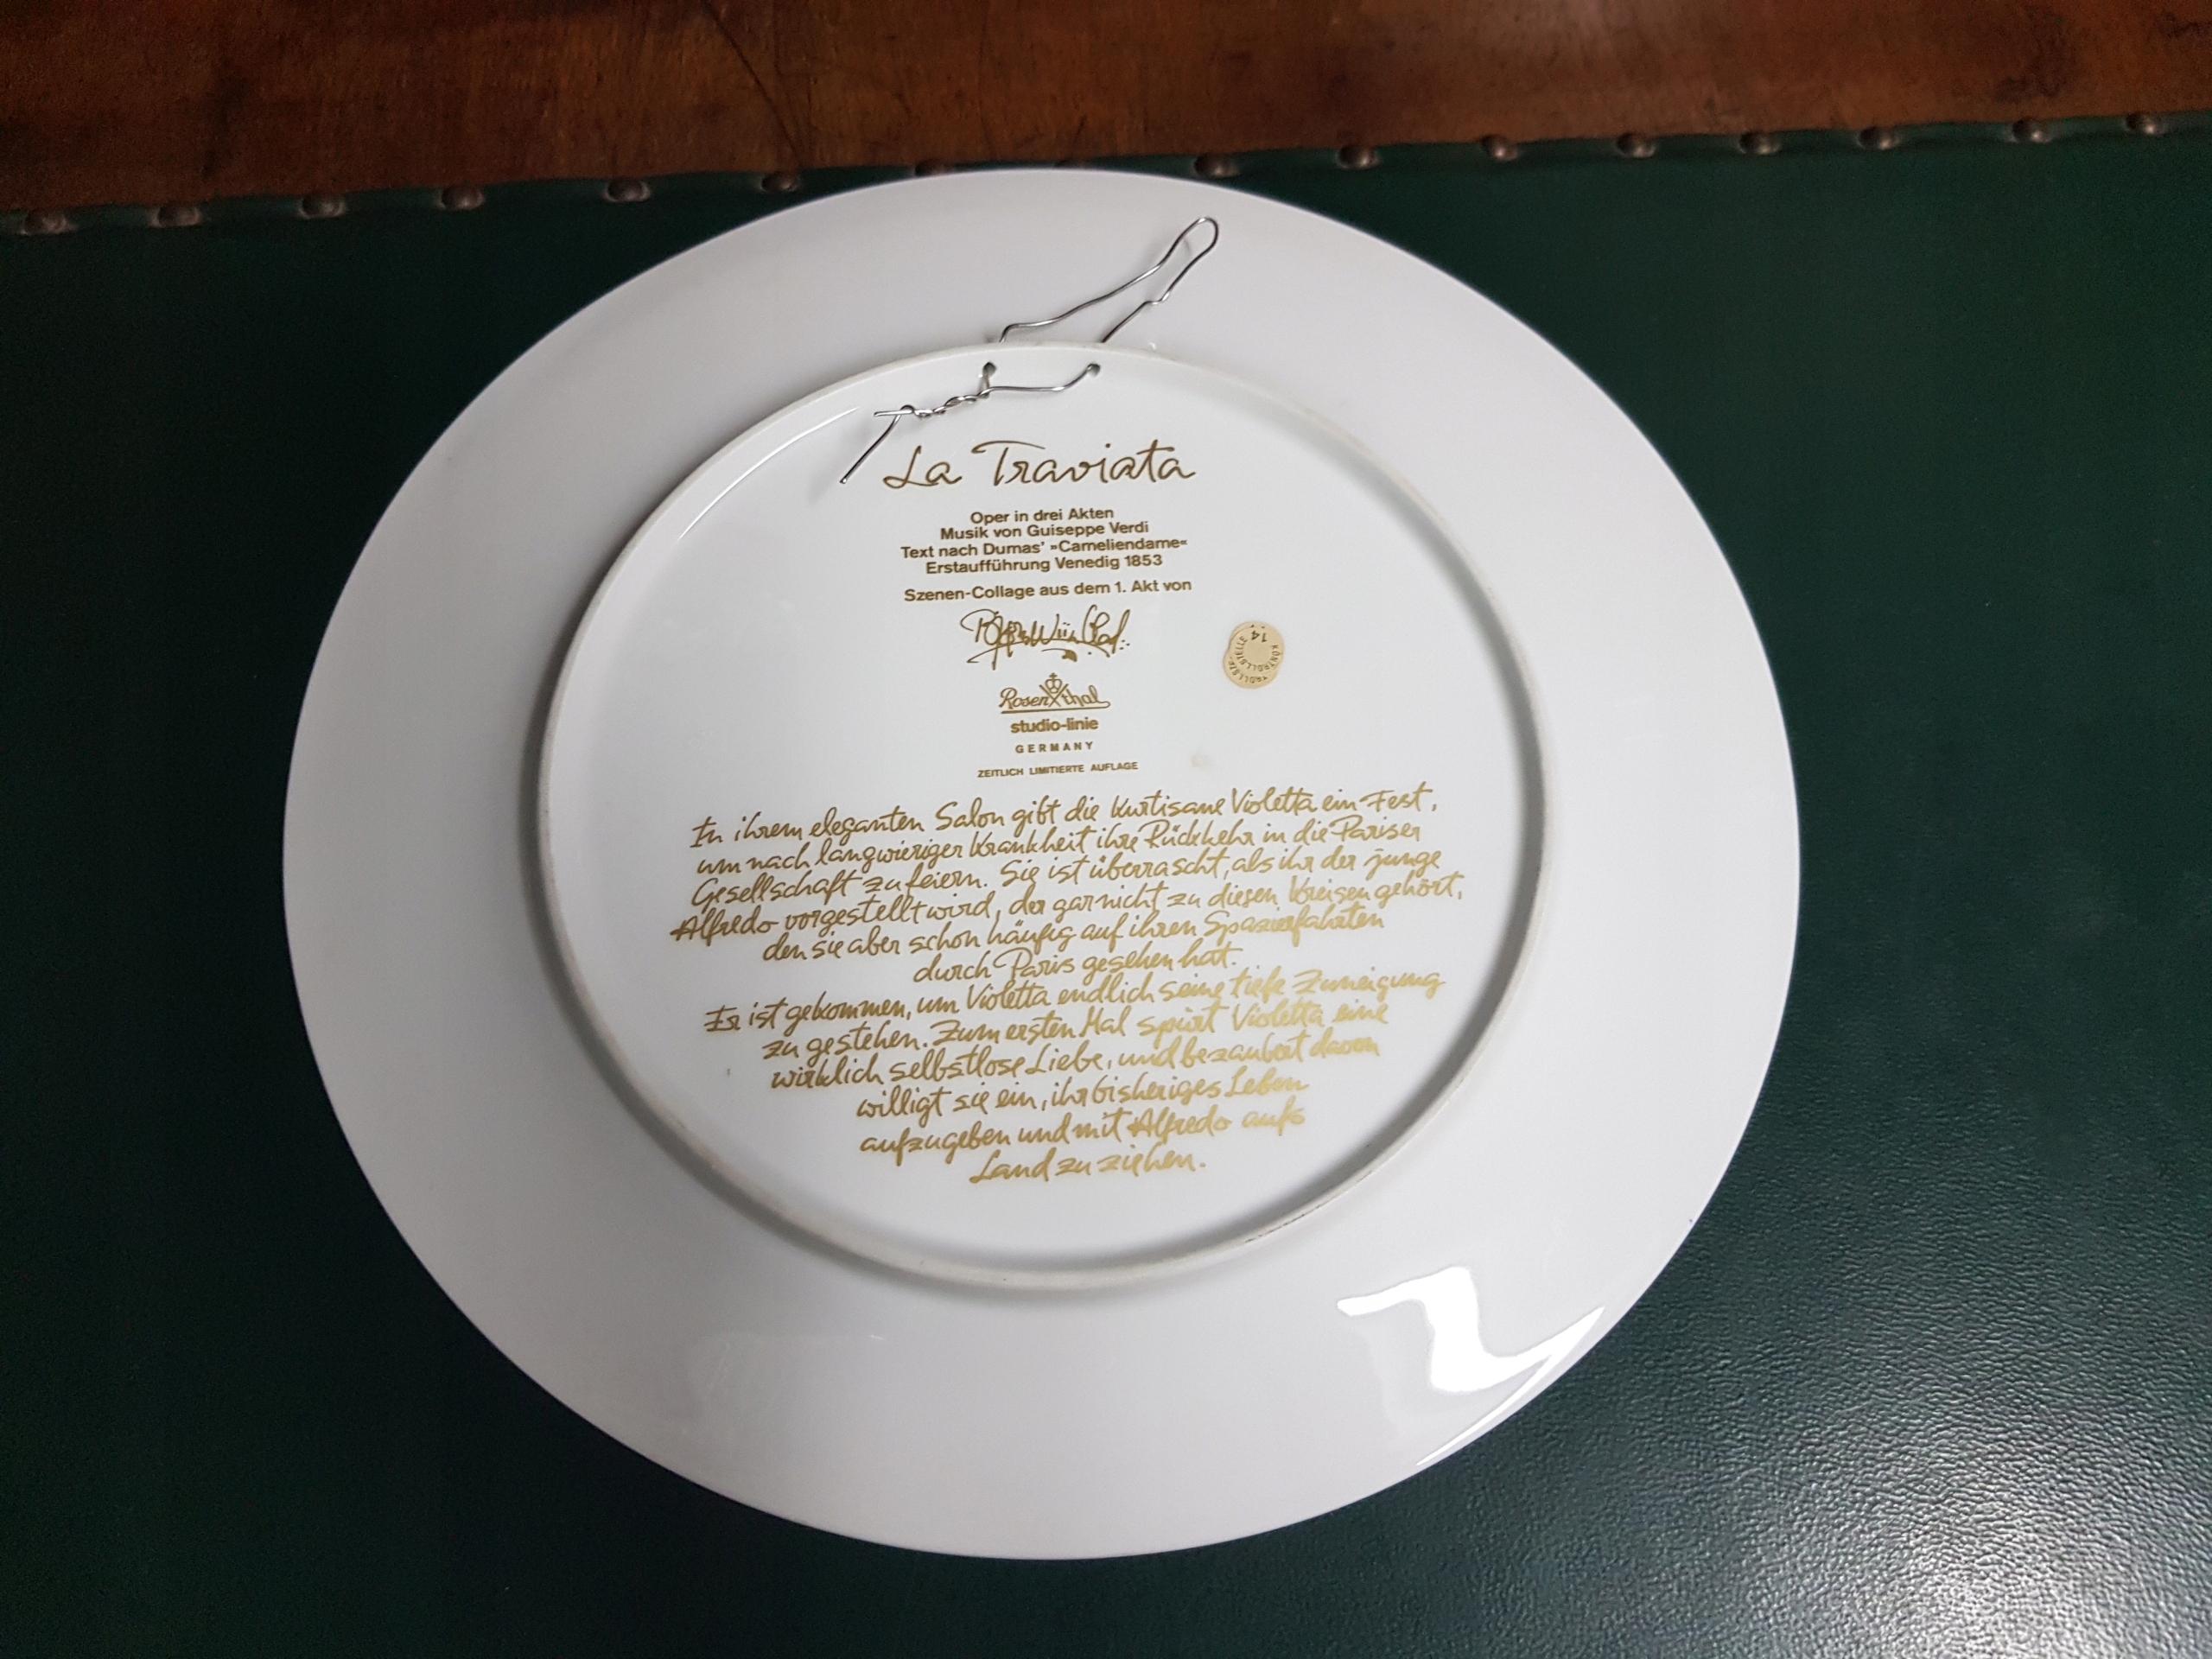 La Traviata
Oper in drei Akten
Musik von Guiseppe Verdi
Text nach Dumas' »Cameliendame«
Erstaufführung Venedig 1853
Szenen-Collage aus dem 1. Akt von
Rosenthal
studio-linie
GERMANY
ZEITLICH LIMITIERTE AUFLAGE
14
In ihrem eleganten Salon gibt die Kurtisane Violetta ein Fest,
um nach langwieriger Krankheit ihre Rückkehr in die Pariser
Gesellschaft zu feiern. Sie ist überrascht, als ihr der junge
Alfredo vorgestellt wird, der gar nicht zu diesen Kreisen gehört,
den sie aber schon häufig auf ihren Spazierfahrten
durch Paris gesehen hat.
Er ist gekommen, um Violetta endlich seine tiefe Zuneigung
zu gestehen. Zum ersten Mal spürt Violetta eine
wirklich selbstlose Liebe, und bezaubert davon
willigt sie ein, ihr bisheriges Leben
aufzugeben und mit Alfredo aufs
Land zu ziehen.